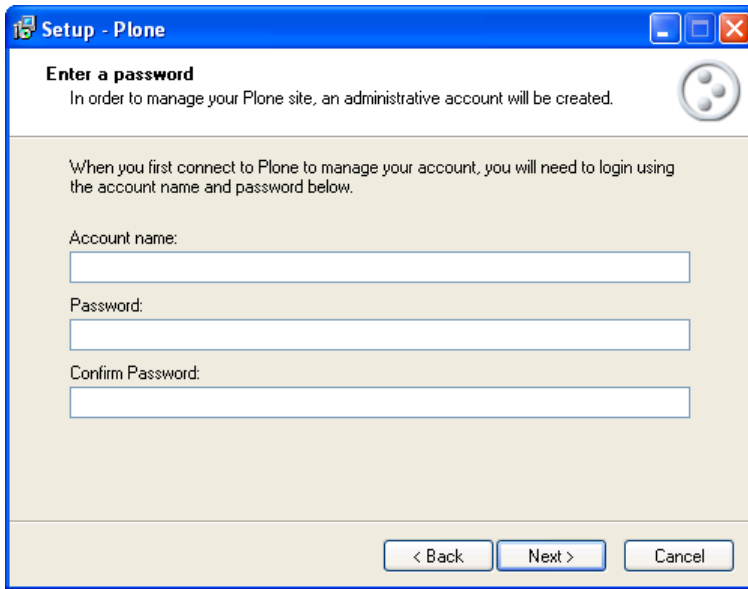 Setup - Plone
Enter a password
In order to manage your Plone site, an administrative account will be created.
When you first connect to Plone to manage your account, you will need to login using
the account name and password below.
Account name:
Password:
Confirm Password:
< Back
Next >
Cancel